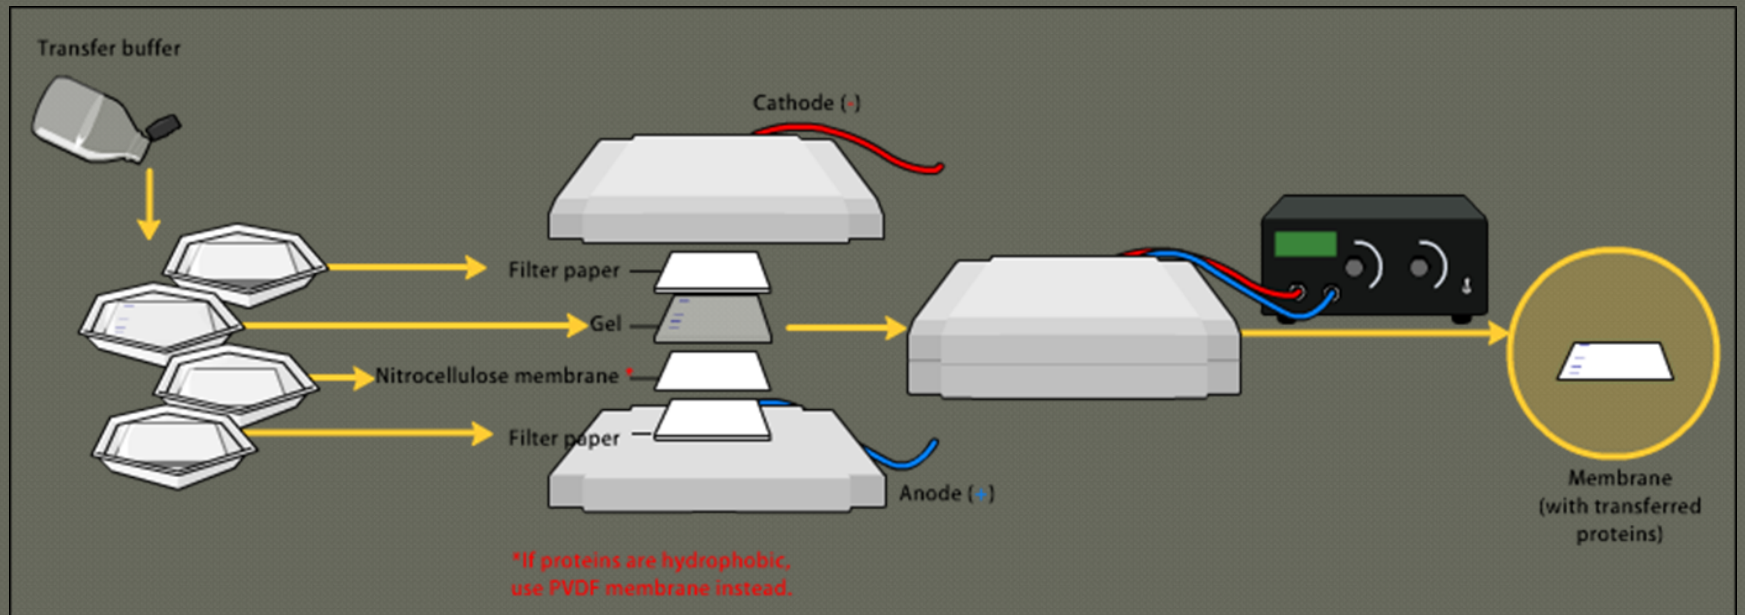 Transfer buffer
Cathode (-)
Filter paper
Gel
Nitrocellulose membrane *
Filter paper
Anode (+)
*If proteins are hydrophobic,
use PVDF membrane instead.
Membrane
(with transferred
proteins)